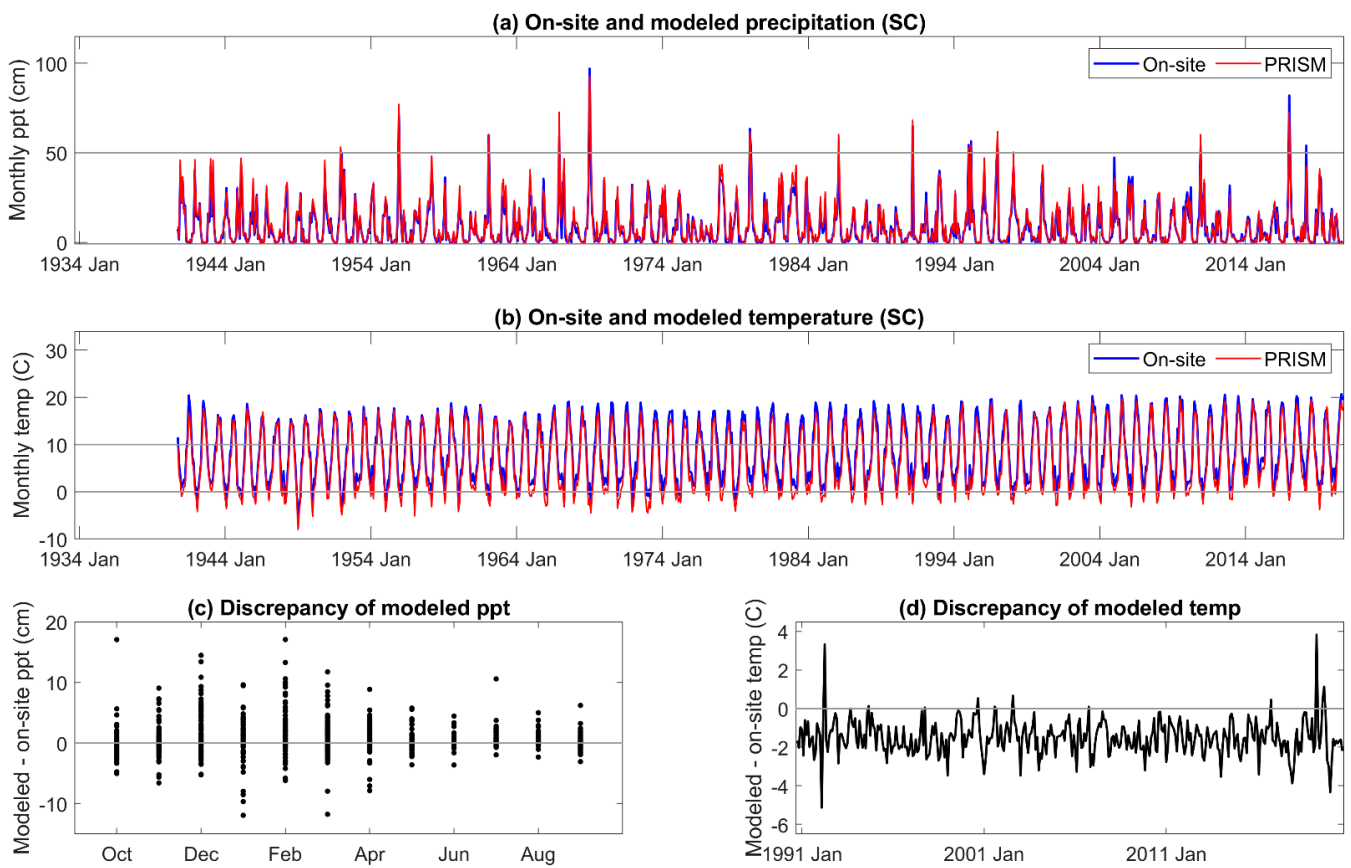 (a) On-site and modeled precipitation (SC)
Monthly ppt (cm)
100
50
0
On-site
PRISM
1934 Jan 1944 Jan 1954 Jan 1964 Jan 1974 Jan 1984 Jan 1994 Jan 2004 Jan 2014 Jan
(b) On-site and modeled temperature (SC)
Monthly temp (C)
30
20
10
0
-10
On-site
PRISM
1934 Jan 1944 Jan 1954 Jan 1964 Jan 1974 Jan 1984 Jan 1994 Jan 2004 Jan 2014 Jan
(c) Discrepancy of modeled ppt
Modeled - on-site ppt (cm)
20
10
0
-10
Oct Dec Feb Apr Jun Aug
(d) Discrepancy of modeled temp
Modeled - on-site temp (C)
4
2
0
-2
-4
-6
1991 Jan 2001 Jan 2011 Jan